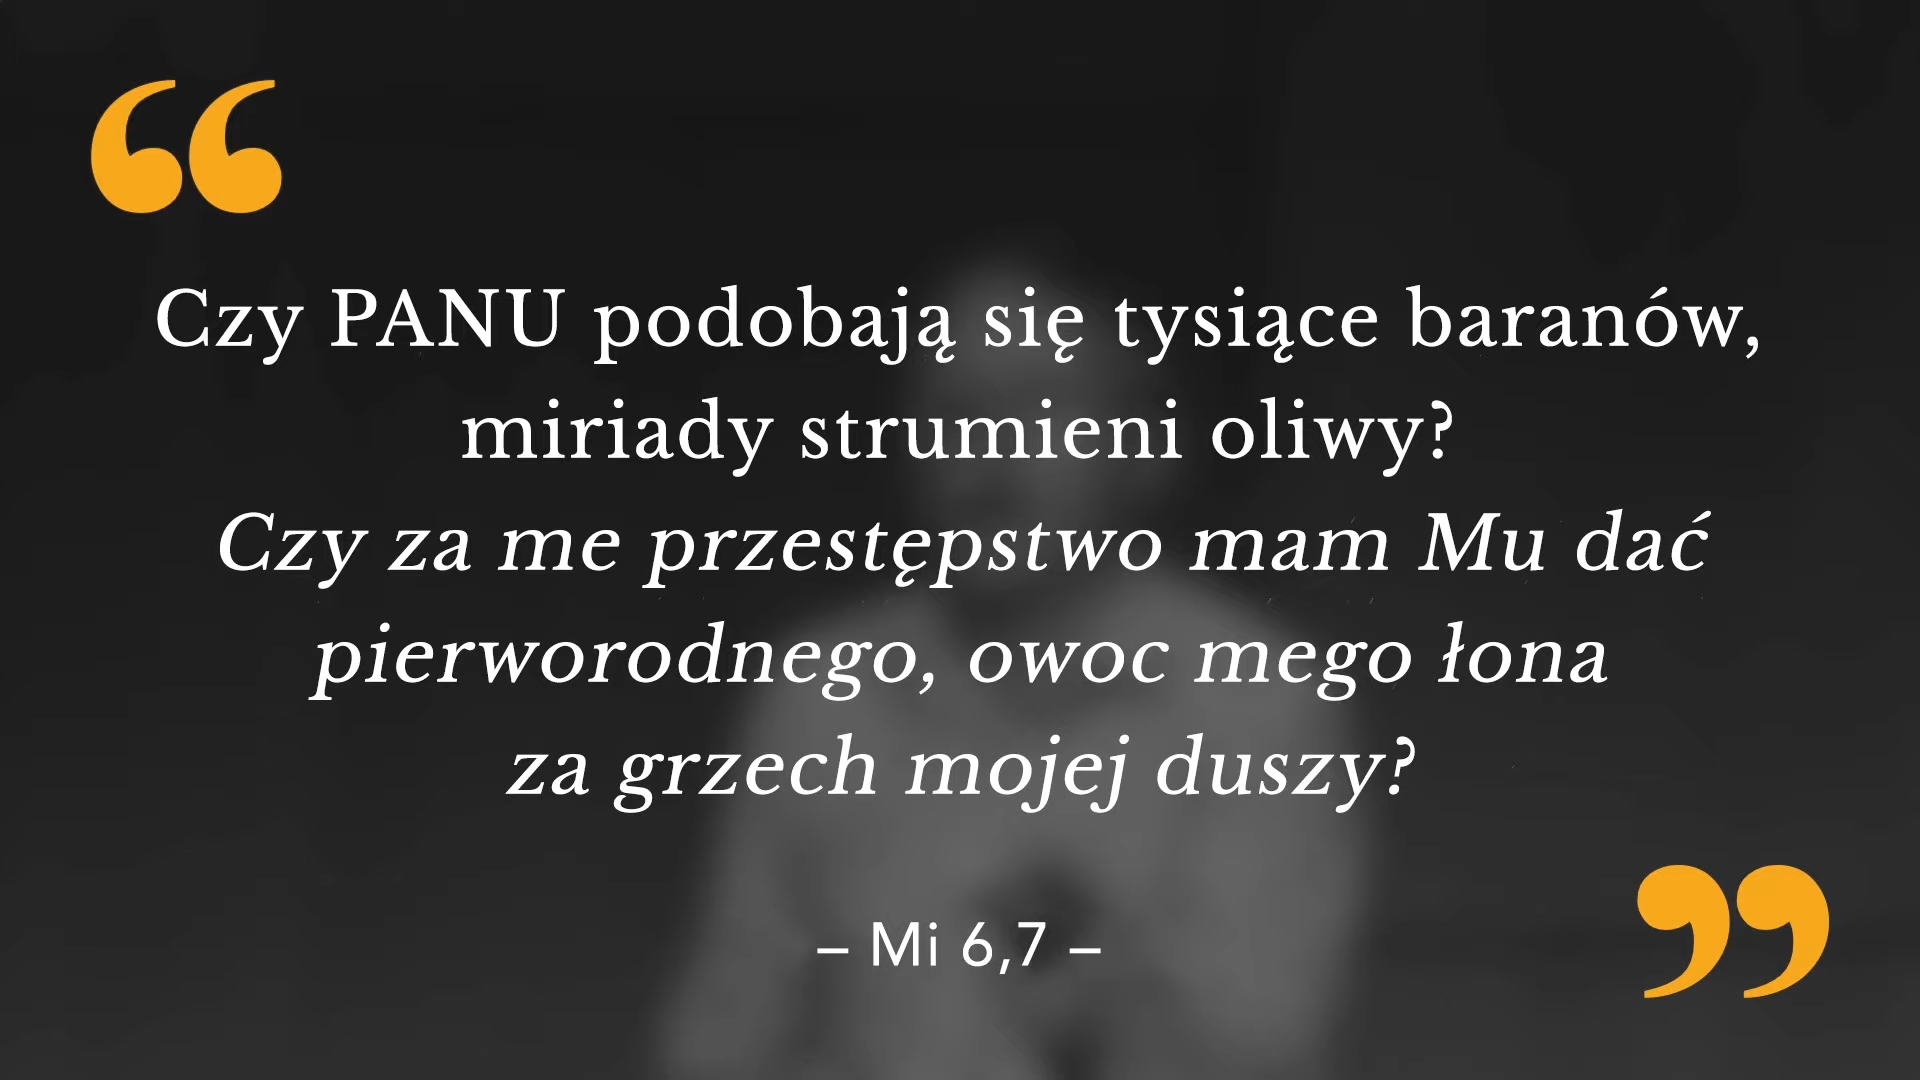 “
Czy PANU podobają się tysiące baranów,
miriady strumieni oliwy?
Czy za me przestępstwo mam Mu dać
pierworodnego, owoc mego łona
za grzech mojej duszy?
”
– Mi 6,7 –